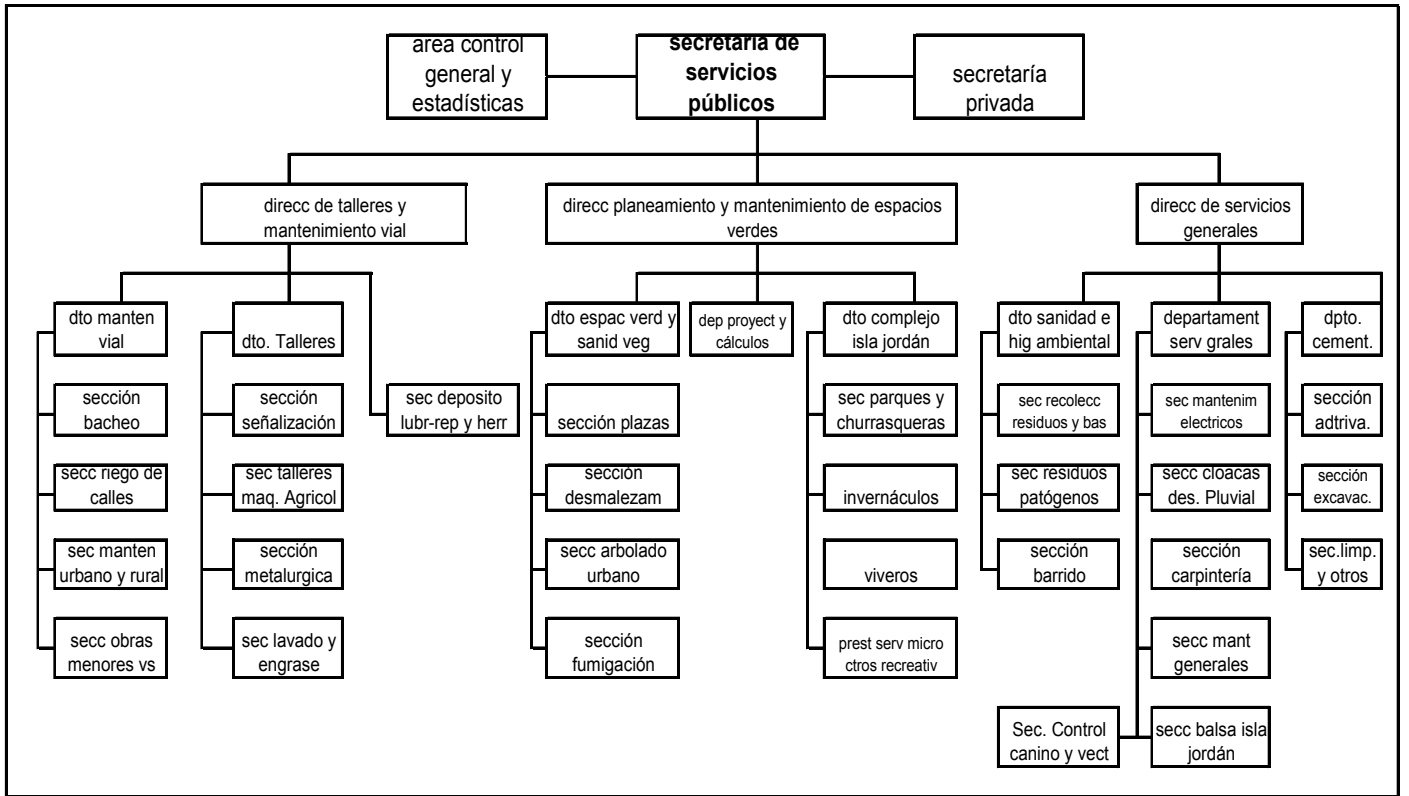 area control
general y
estadísticas
secretaría de
servicios
públicos
secretaría
privada
direcc de talleres y
mantenimiento vial
direcc planeamiento y mantenimiento de espacios
verdes
direcc de servicios
generales
dto manten
vial
dto. Talleres
dto espac verd y
sanid veg
dep proyect y
cálculos
dto complejo
isla jordán
dto sanidad e
hig ambiental
departament
serv grales
dpto.
cement.
sección
bacheo
sección
señalización
sec deposito
lubr-rep y herr
sección plazas
sec parques y
churrasqueras
sec recolecc
residuos y bas
sec mantenim
electricos
sección
adtriva.
secc riego de
calles
sec talleres
maq. Agricol
sección
desmalezam
invernáculos
sec residuos
patógenos
secc cloacas
des. Pluvial
sección
excavac.
sec manten
urbano y rural
sección
metalurgica
secc arbolado
urbano
viveros
sección
barrido
sección
carpintería
sec.limp.
y otros
secc obras
menores vs
sec lavado y
engrase
sección
fumigación
prest serv micro
ctros recreativ
secc mant
generales
Sec. Control
canino y vect
secc balsa isla
jordán